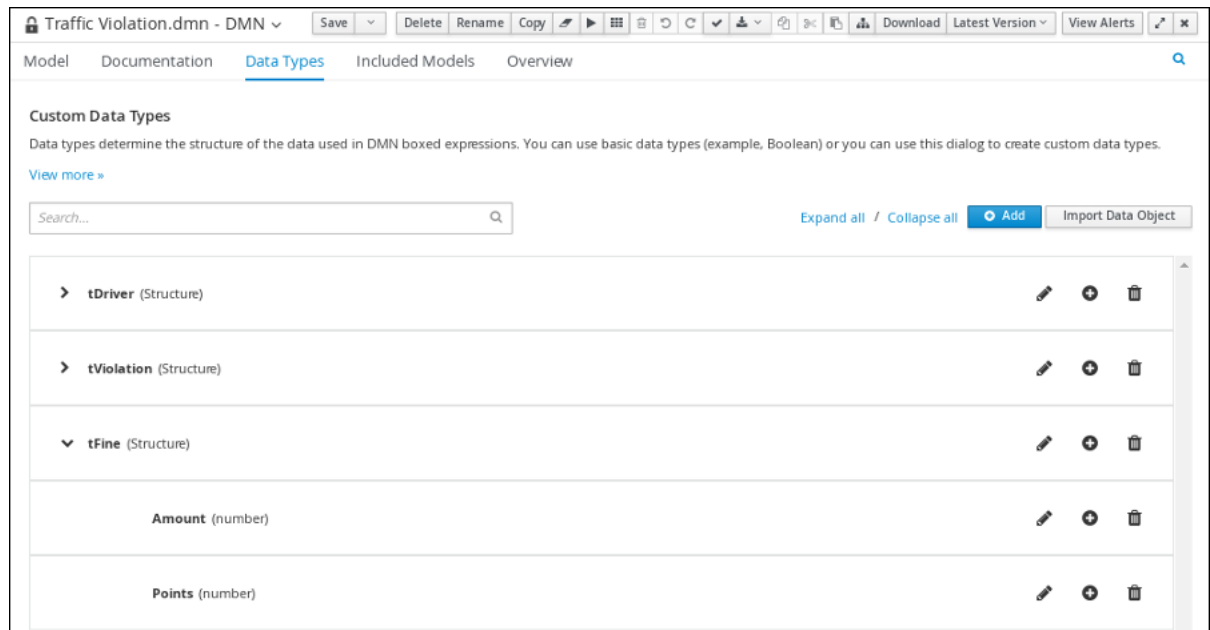 Traffic Violation.dmn - DMN
Save Delete Rename Copy Download Latest Version View Alerts
Model Documentation Data Types Included Models Overview
Custom Data Types
Data types determine the structure of the data used in DMN boxed expressions. You can use basic data types (example, Boolean) or you can use this dialog to create custom data types.
View more »
Search...
Expand all / Collapse all Add Import Data Object
tDriver (Structure)
tViolation (Structure)
tFine (Structure)
Amount (number)
Points (number)